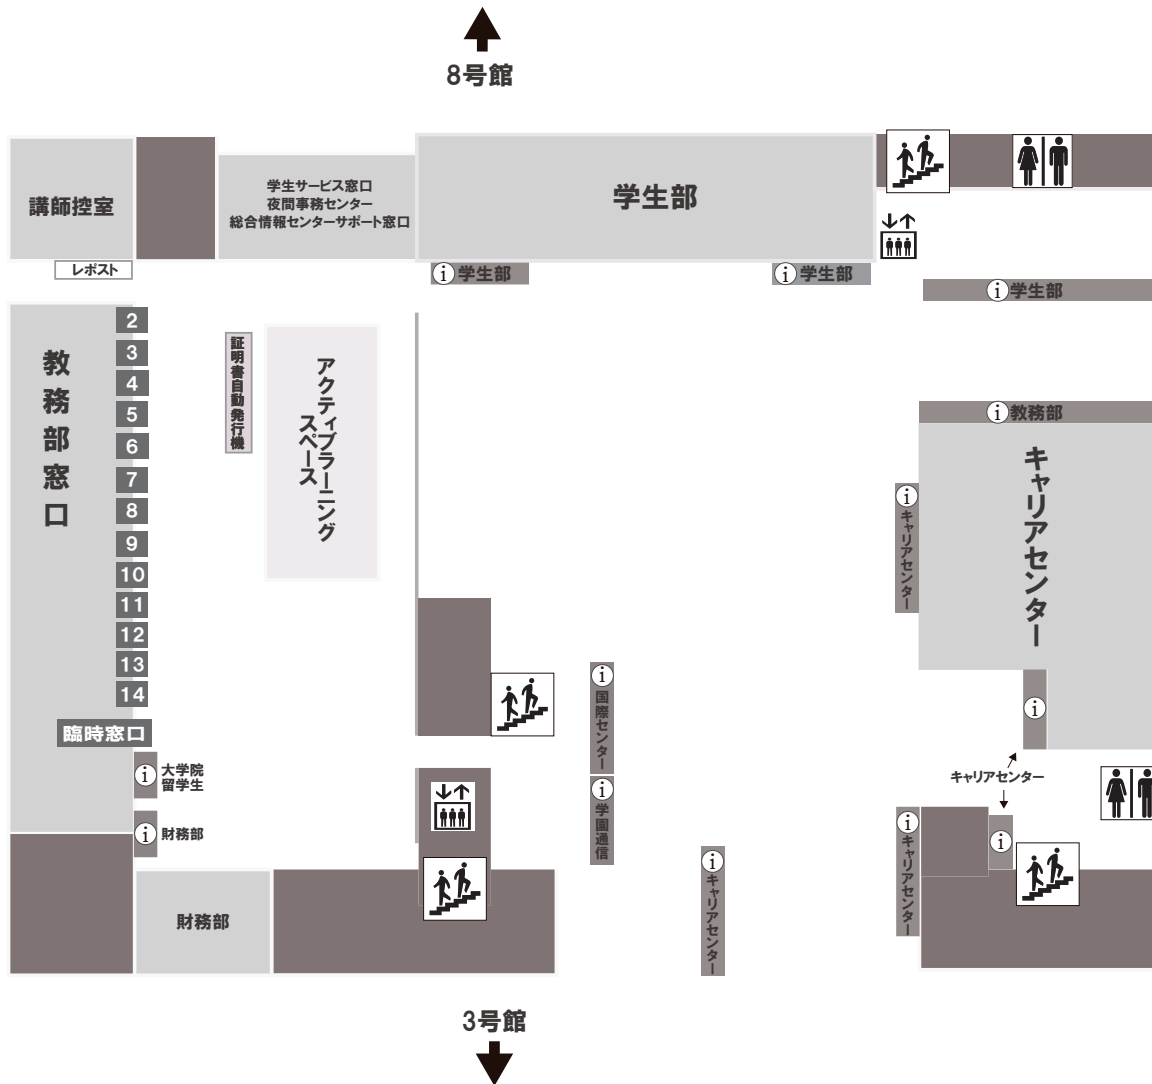 8号館
講師控室
学生サービス窓口
夜間事務センター
総合情報センターサポート窓口
学生部
レポスト
i 学生部
i 学生部
i 学生部
教務部窓口
2
3
4
5
6
7
8
9
10
11
12
13
14
臨時窓口
証明書自動発行機
アクティブラーニング
スペース
i 教務部
キャリアセンター
i キャリアセンター
i 国際センター
i
キャリアセンター
i 大学院
留学生
i 学園通信
i 財務部
i キャリアセンター
i
i キャリアセンター
財務部
3号館